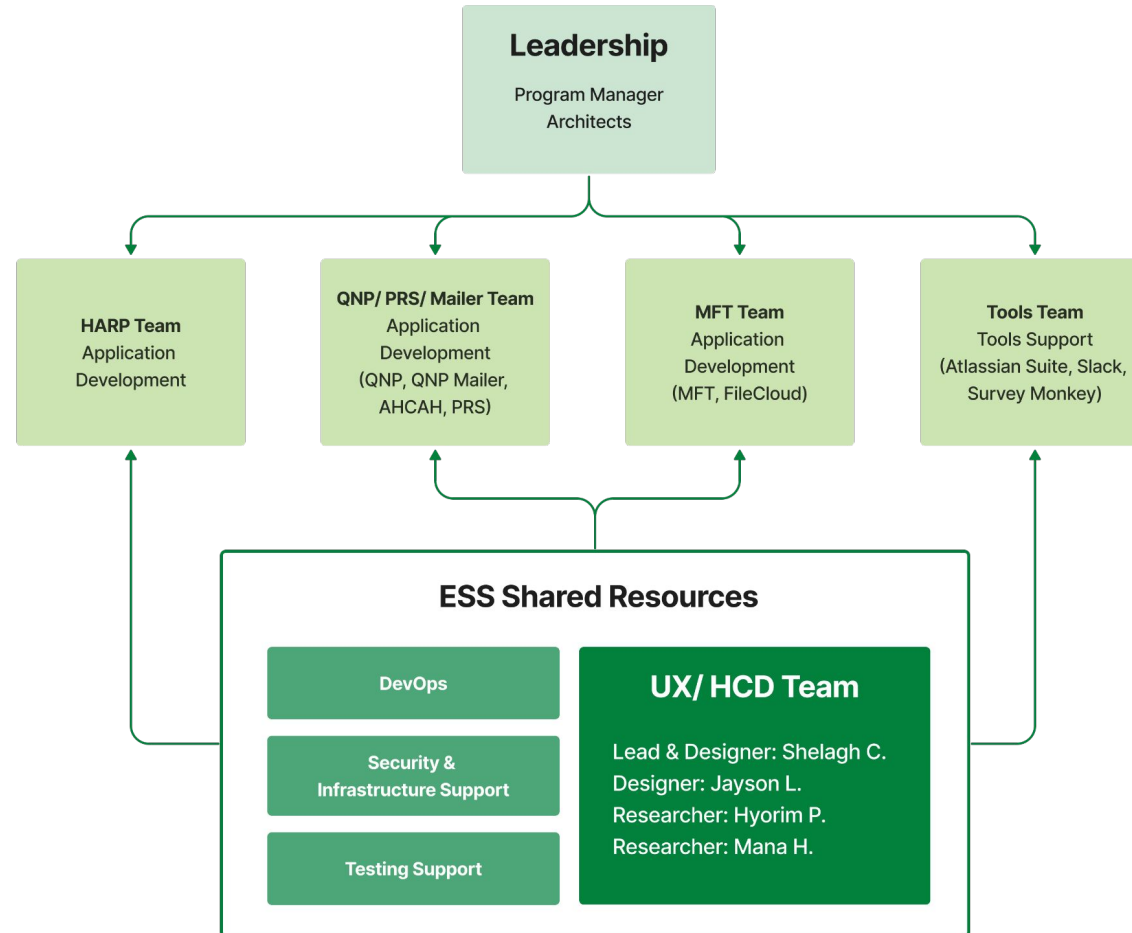 Leadership
Program Manager
Architects
HARP Team
Application
Development
QNP/ PRS/ Mailer Team
Application
Development
(QNP, QNP Mailer,
AHCAH, PRS)
MFT Team
Application
Development
(MFT, FileCloud)
Tools Team
Tools Support
(Atlassian Suite, Slack,
Survey Monkey)
ESS Shared Resources
DevOps
Security &
Infrastructure Support
Testing Support
UX/ HCD Team
Lead & Designer: Shelagh C.
Designer: Jayson L.
Researcher: Hyorim P.
Researcher: Mana H.